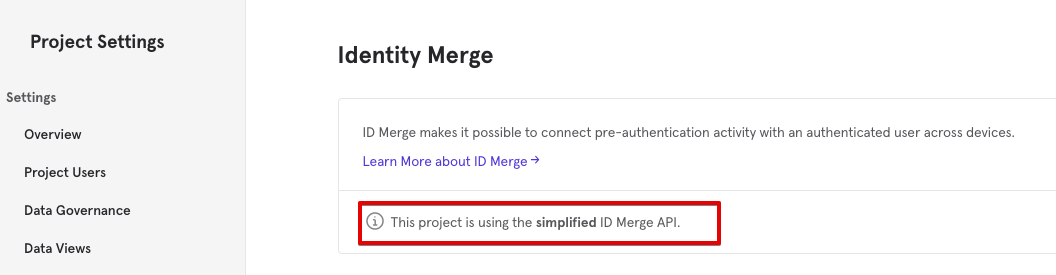 Project Settings
Settings
Overview
Project Users
Data Governance
Data Views
Identity Merge
ID Merge makes it possible to connect pre-authentication activity with an authenticated user across devices.
Learn More about ID Merge →
This project is using the simplified ID Merge API.